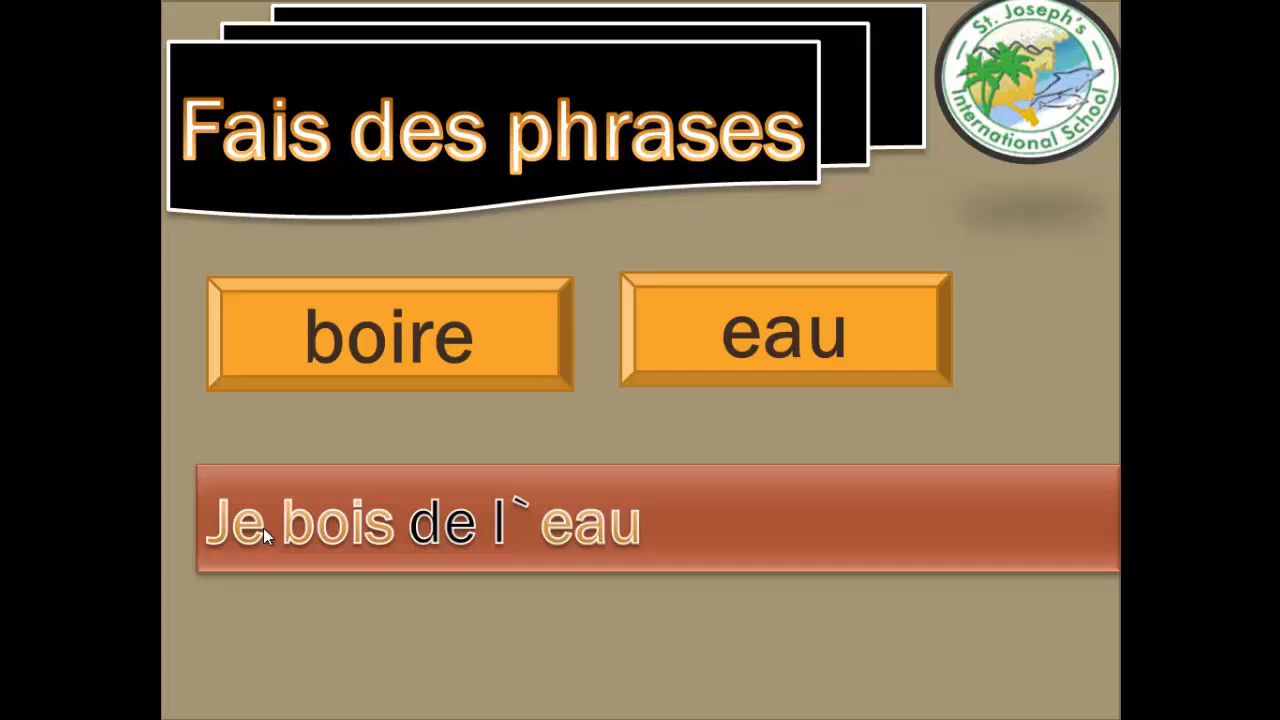 St. Joseph's
International School
Fais des phrases
boire
eau
Je bois de l` eau